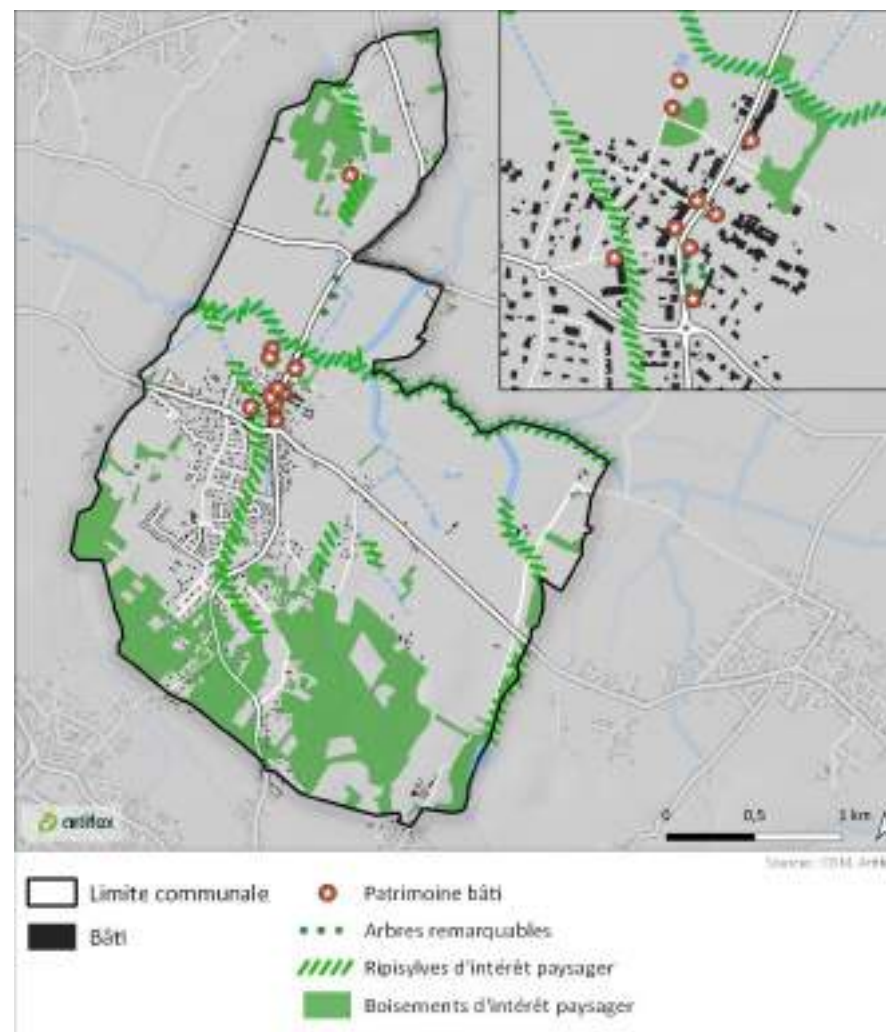 artifex
0 0,5 1 km
Limite communale
Bâti
Patrimoine bâti
Arbres remarquables
Ripisylves d'intérêt paysager
Boisements d'intérêt paysager